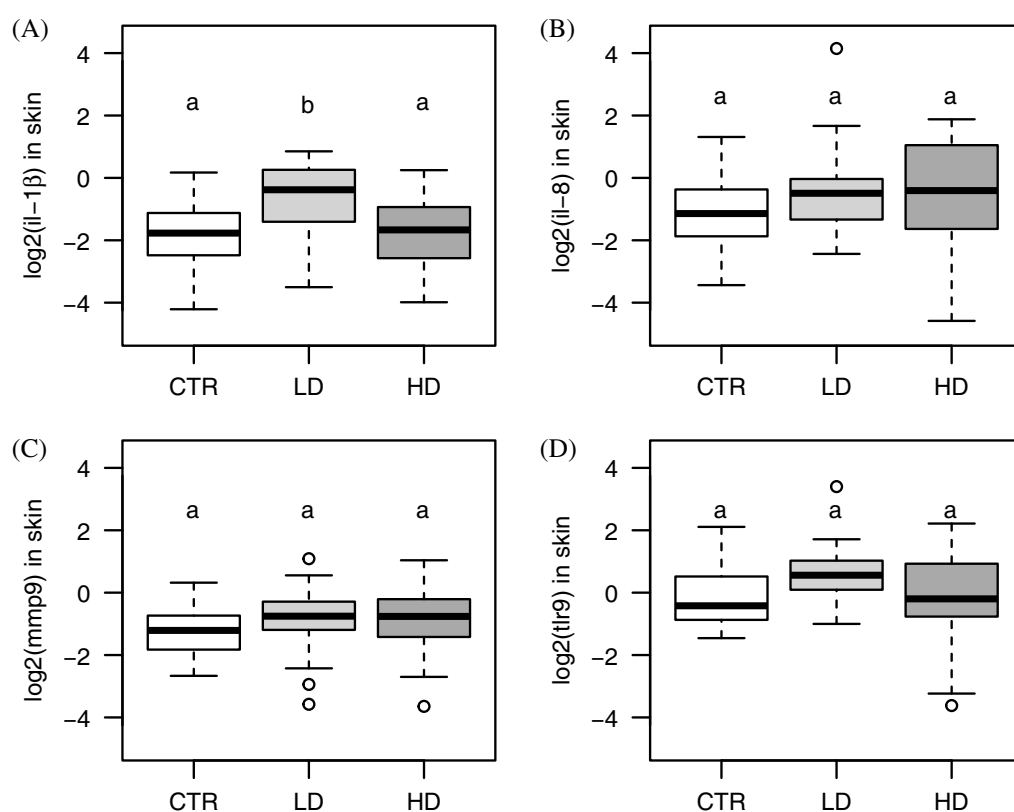 (A)
log2(il−1β) in skin
4
2
0
−2
−4
a b a
CTR LD HD
(B)
log2(il−8) in skin
4
2
0
−2
−4
a a a
CTR LD HD
(C)
log2(mmp9) in skin
4
2
0
−2
−4
a a a
CTR LD HD
(D)
log2(tlr9) in skin
4
2
0
−2
−4
a a a
CTR LD HD